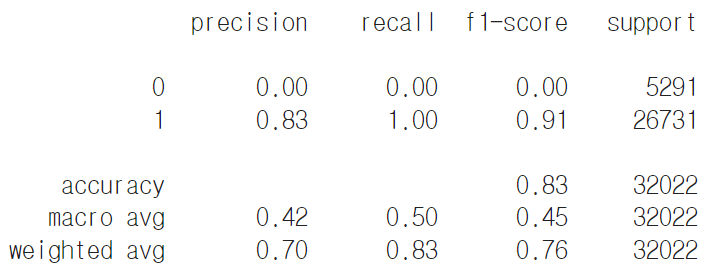 precision recall f1-score support
0 0.00 0.00 0.00 5291
1 0.83 1.00 0.91 26731
accuracy 0.83 32022
macro avg 0.42 0.50 0.45 32022
weighted avg 0.70 0.83 0.76 32022